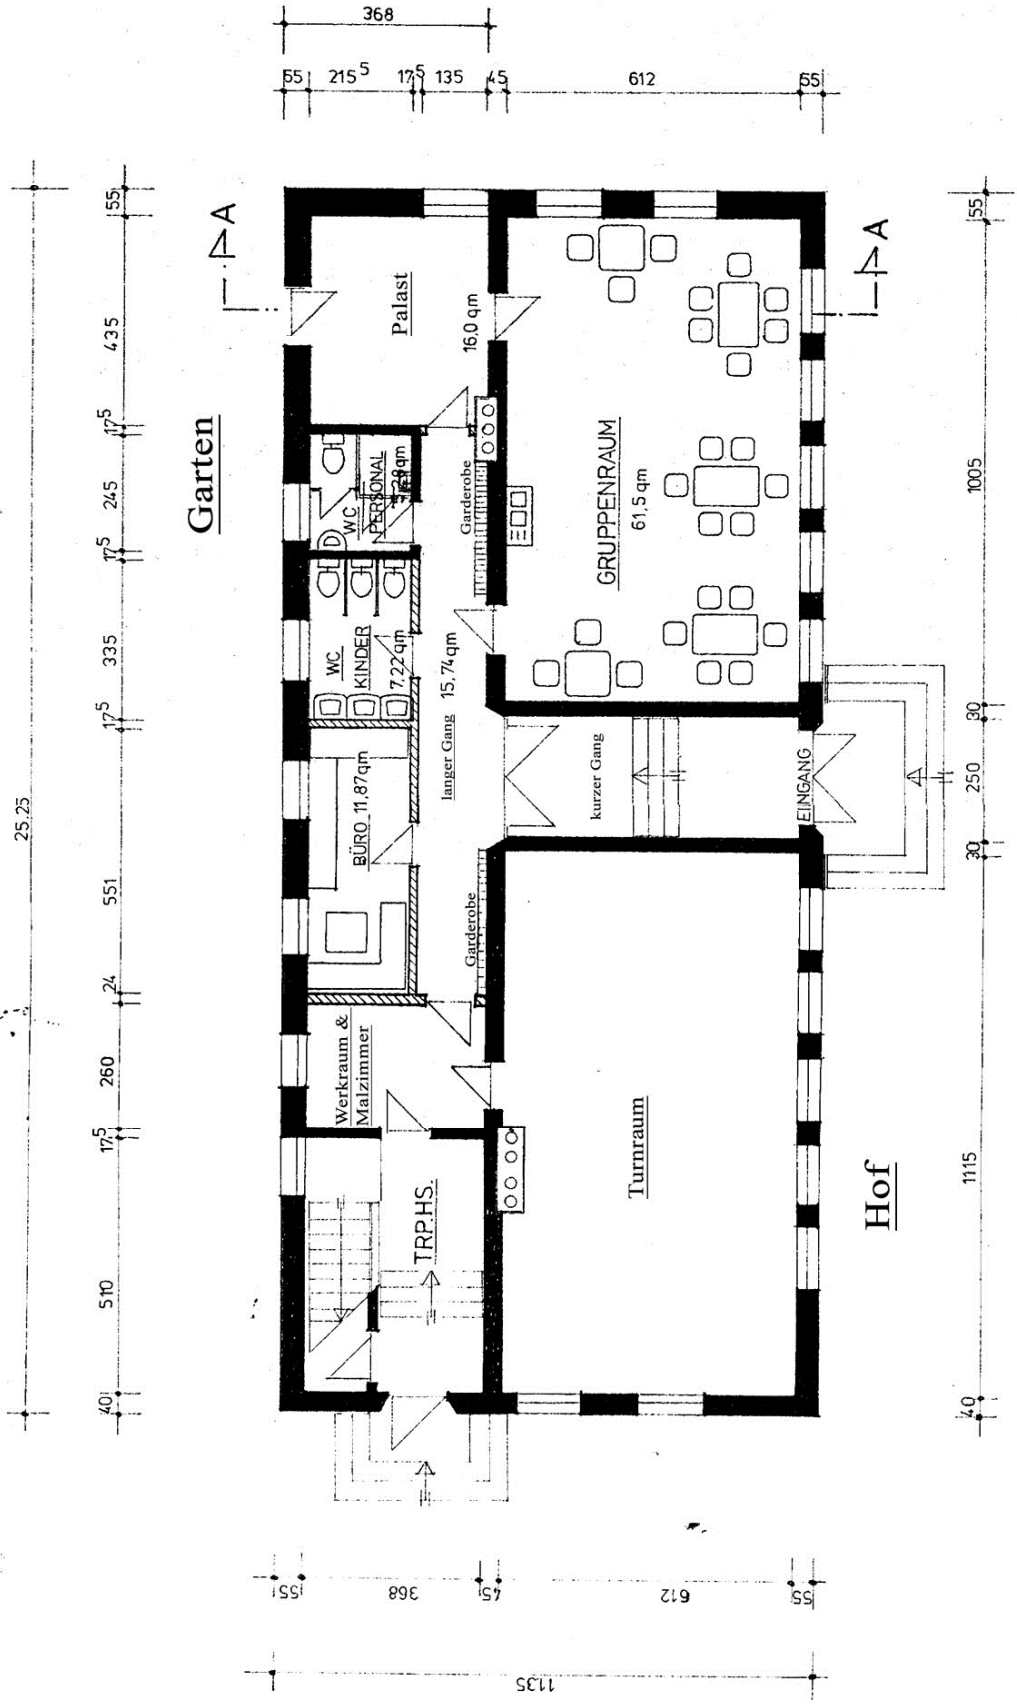 368
55
215 5
17,5
135
45
612
55
55
A
435
17 5
Garten
245
17 5
335
17 5
25.25
551
24
260
17,5
510
40
Palast
16,0 qm
WC
PERSONAL
Garderobe
GRUPPENRAUM
61,5 qm
WC
KINDER
7,22 qm
15,74 qm
BÜRO 11,87 qm
langer Gang
kurzer Gang
EINGANG
Garderobe
Werkraum &
Malzimmer
TRP.HS.
Turnraum
Hof
A
55
1005
30
250
30
1115
40
55
368
45
612
55
1135